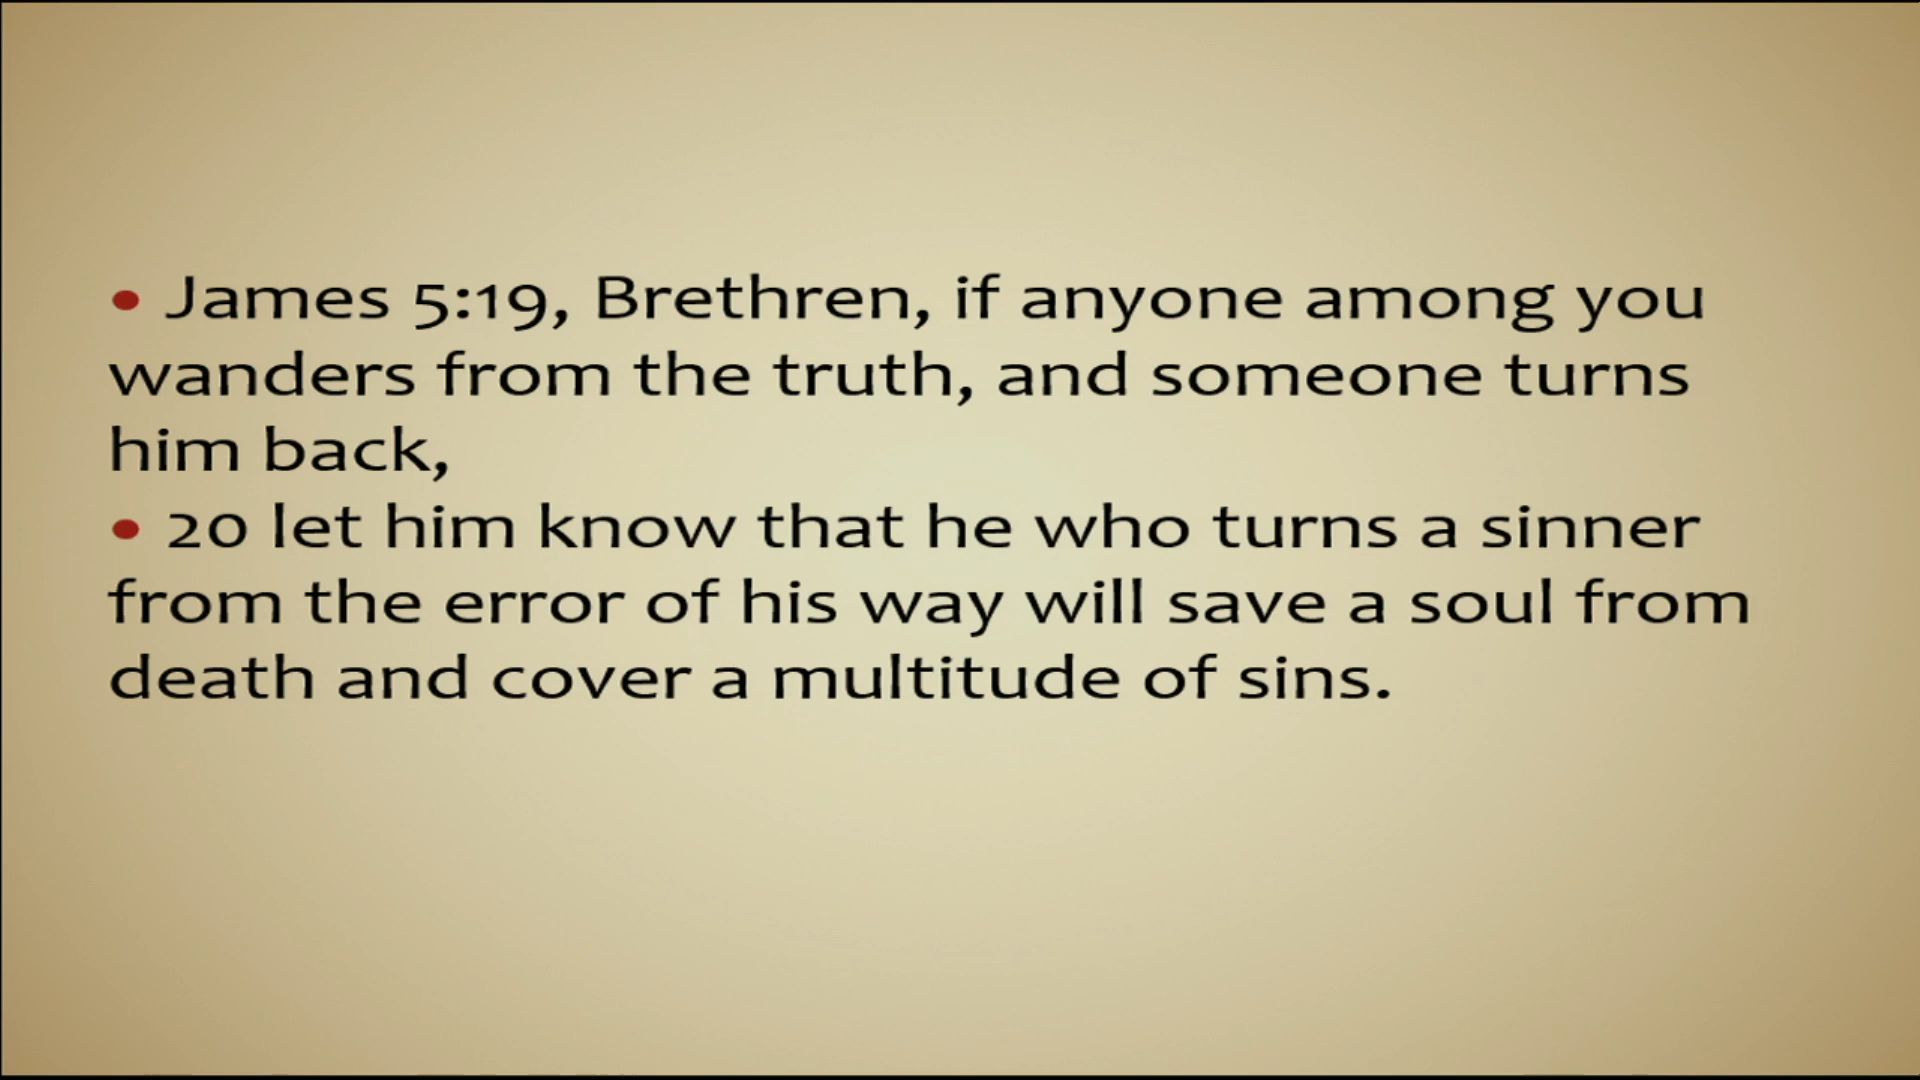 • James 5:19, Brethren, if anyone among you
wanders from the truth, and someone turns
him back,
• 20 let him know that he who turns a sinner
from the error of his way will save a soul from
death and cover a multitude of sins.